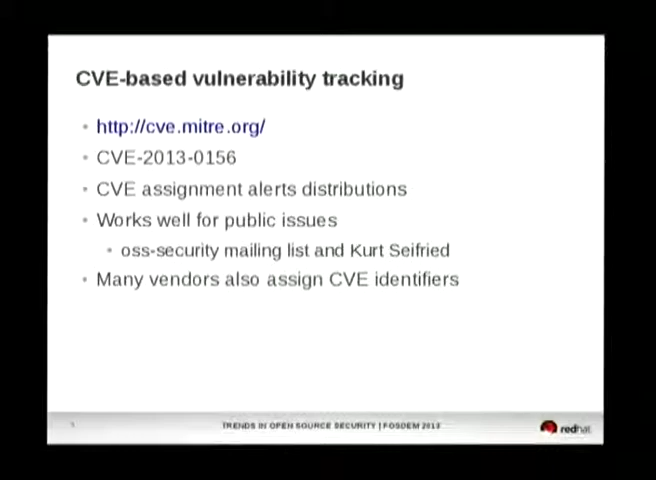 CVE-based vulnerability tracking
http://cve.mitre.org/
CVE-2013-0156
CVE assignment alerts distributions
Works well for public issues
oss-security mailing list and Kurt Seifried
Many vendors also assign CVE identifiers
TRENDS IN OPEN SOURCE SECURITY | FOSDEM 2013
redhat